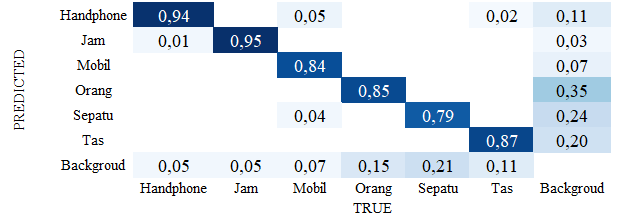 PREDICTED
Handphone 0,94 0,05 0,02 0,11
Jam 0,01 0,95 0,03
Mobil 0,84 0,07
Orang 0,85 0,35
Sepatu 0,04 0,79 0,24
Tas 0,87 0,20
Backgroud 0,05 0,05 0,07 0,15 0,21 0,11
Handphone Jam Mobil Orang Sepatu Tas Backgroud
TRUE